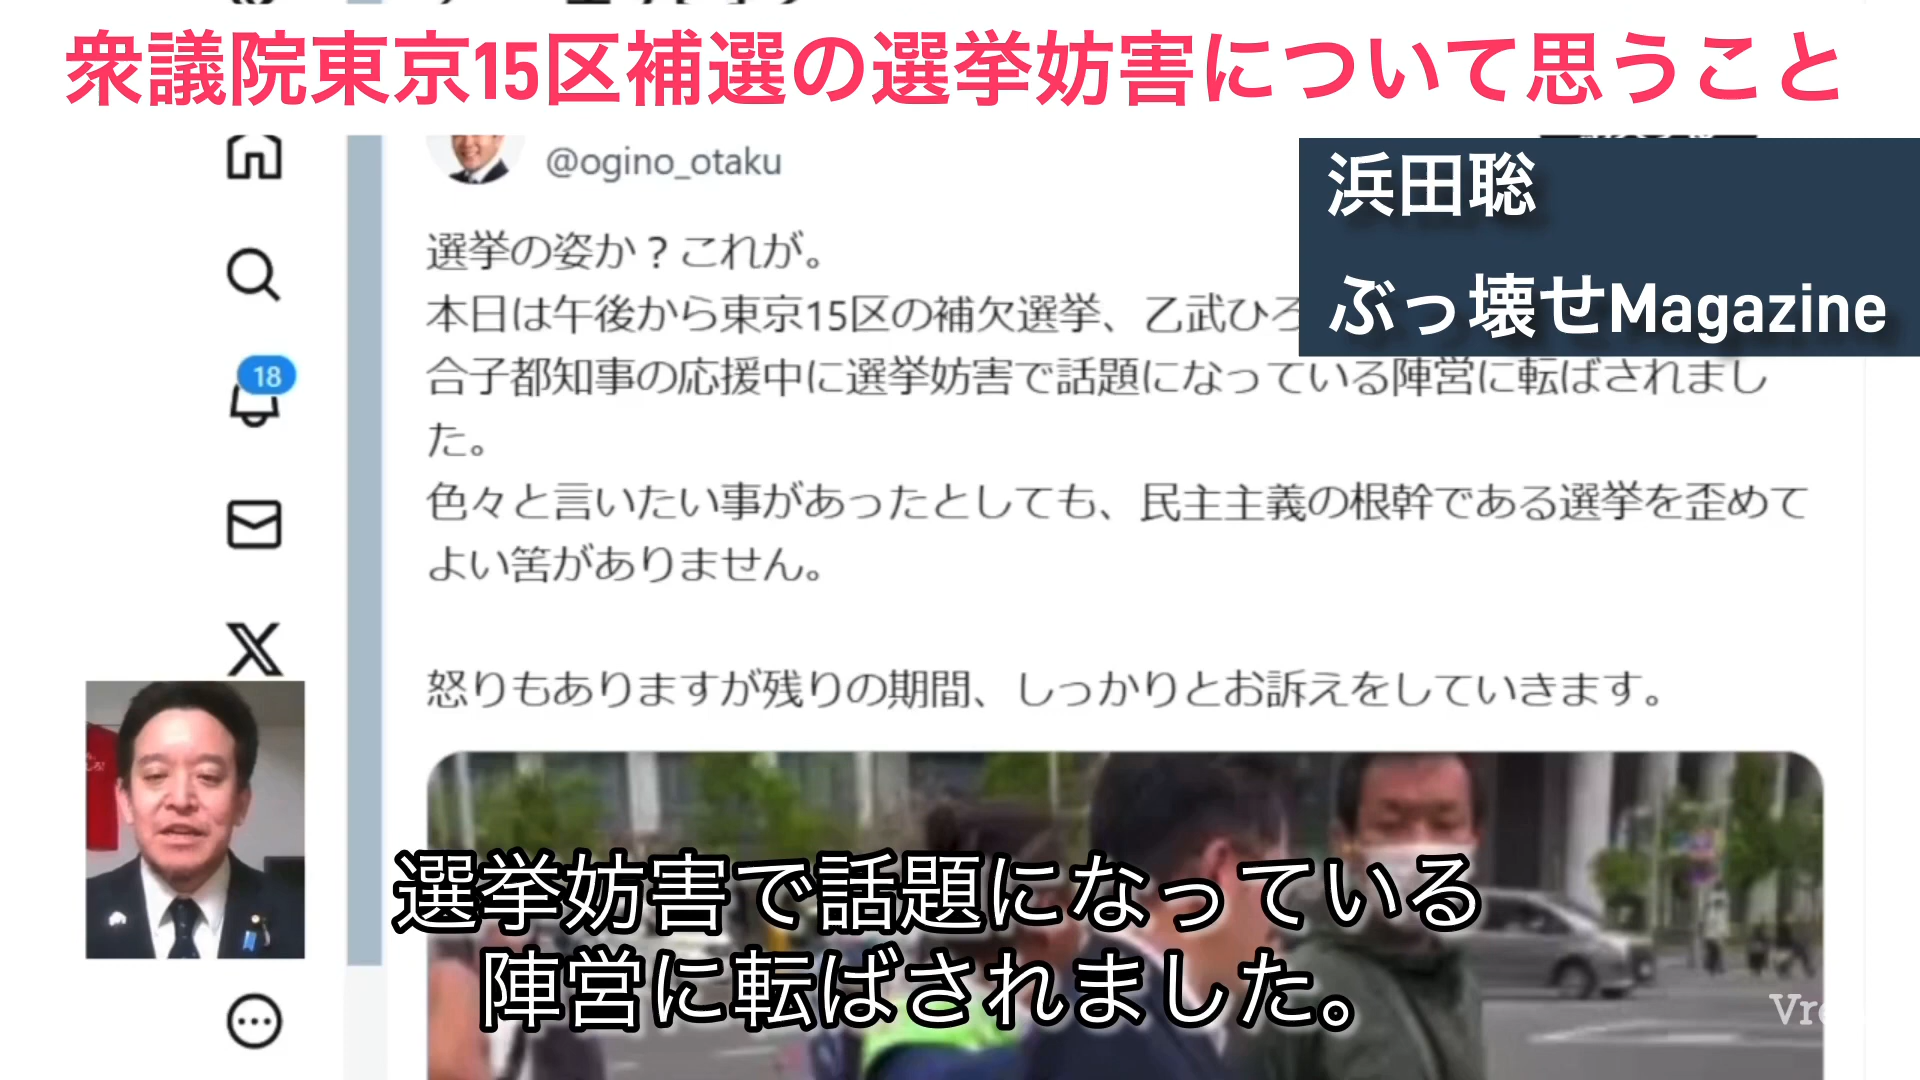 衆議院東京15区補選の選挙妨害について思うこと
@ogino_otaku
浜田聡
ぶっ壊せMagazine
選挙の姿か？これが。
本日は午後から東京15区の補欠選挙、乙武ひろ
合子都知事の応援中に選挙妨害で話題になっている陣営に転ばされまし
た。
色々と言いたい事があったとしても、民主主義の根幹である選挙を歪めて
よい筈がありません。
怒りもありますが残りの期間、しっかりとお訴えをしていきます。
18
選挙妨害で話題になっている
陣営に転ばされました。